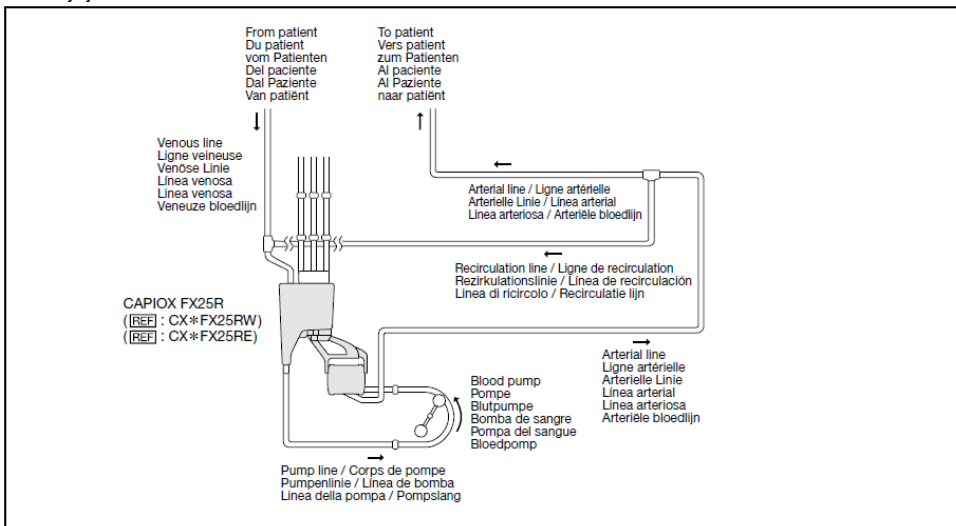 From patient
Du patient
vom Patienten
Del paciente
Dal Paziente
Van patiënt
To patient
Vers patient
zum Patienten
Al paciente
Al Paziente
naar patiënt
Venous line
Ligne veineuse
Venöse Linie
Línea venosa
Linea venosa
Veneuze bloedlijn
Arterial line / Ligne artérielle
Arterielle Linie / Línea arterial
Linea arteriosa / Arteriële bloedlijn
Recirculation line / Ligne de recirculation
Rezirkulationslinie / Línea de recirculación
Linea di ricircolo / Recirculatie lijn
CAPIOX FX25R
(REF : CX*FX25RW)
(REF : CX*FX25RE)
Arterial line
Ligne artérielle
Arterielle Linie
Línea arterial
Linea arteriosa
Arteriële bloedlijn
Blood pump
Pompe
Blutpumpe
Bomba de sangre
Pompa del sangue
Bloedpomp
Pump line / Corps de pompe
Pumpenlinie / Línea de bomba
Linea della pompa / Pompslang